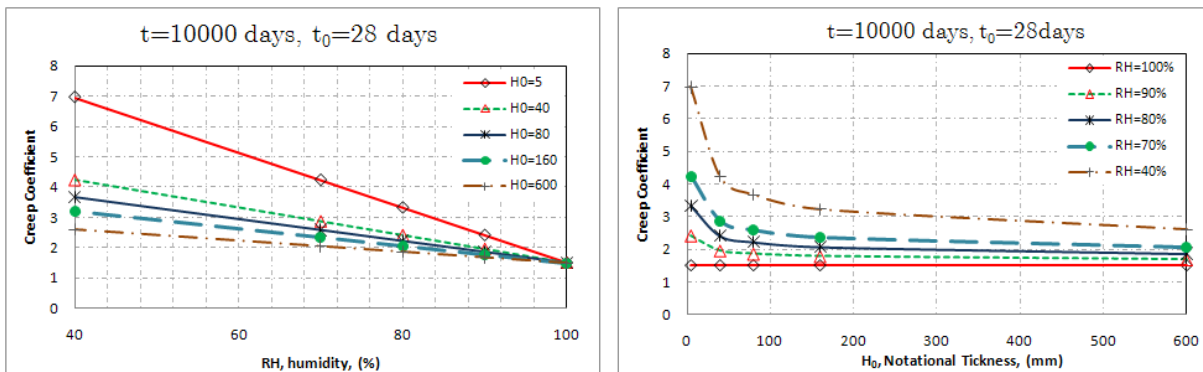 t=10000 days, t₀=28 days
8
7
6
5
4
3
2
1
0
Creep Coefficient
H0=5
H0=40
H0=80
H0=160
H0=600
40
60
80
100
RH, humidity, (%)
t=10000 days, t₀=28days
8
7
6
5
4
3
2
1
0
Creep Coefficient
RH=100%
RH=90%
RH=80%
RH=70%
RH=40%
0
100
200
300
400
500
600
H₀, Notational Tickness, (mm)